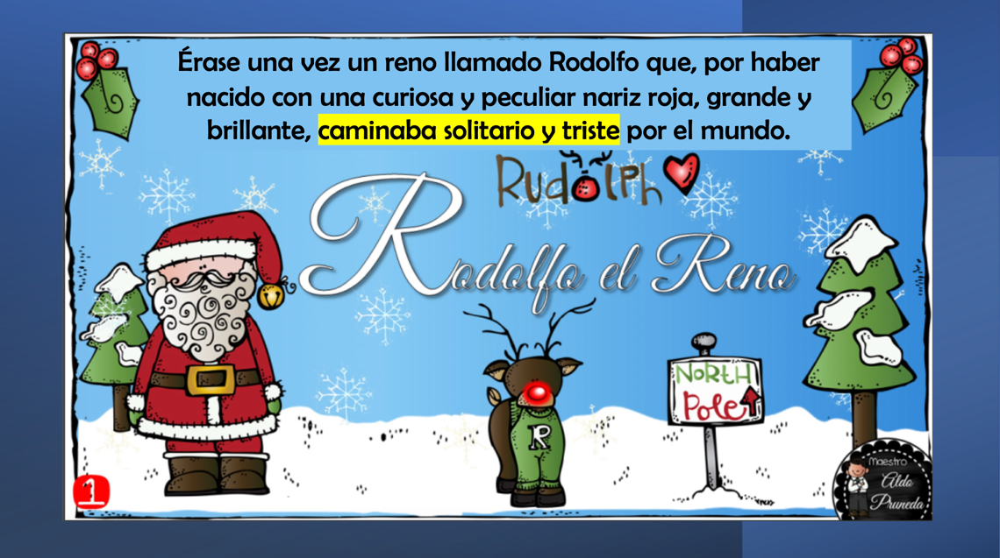 Érase una vez un reno llamado Rodolfo que, por haber
nacido con una curiosa y peculiar nariz roja, grande y
brillante, caminaba solitario y triste por el mundo.
Rudolph
Rodolfo el Reno
NORTH
Pole
R
1
Maestro
Aldo
Pruneda